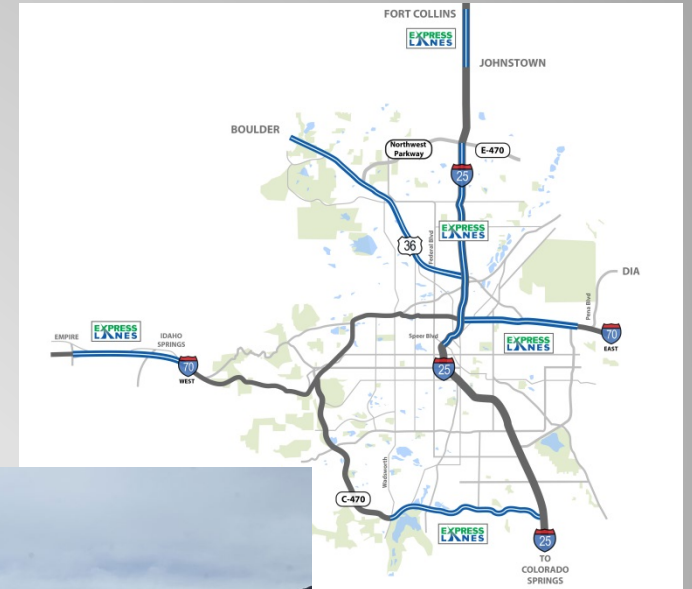 FORT COLLINS
EXPRESS
LANES
JOHNSTOWN
BOULDER
Northwest
Parkway
E-470
25
EXPRESS
LANES
36
Federal Blvd
DIA
Pena Blvd
EXPRESS
LANES
EMPIRE
IDAHO
SPRINGS
70
WEST
Speer Blvd
EXPRESS
LANES
70
EAST
25
Wadsworth
C-470
EXPRESS
LANES
25
TO
COLORADO
SPRINGS